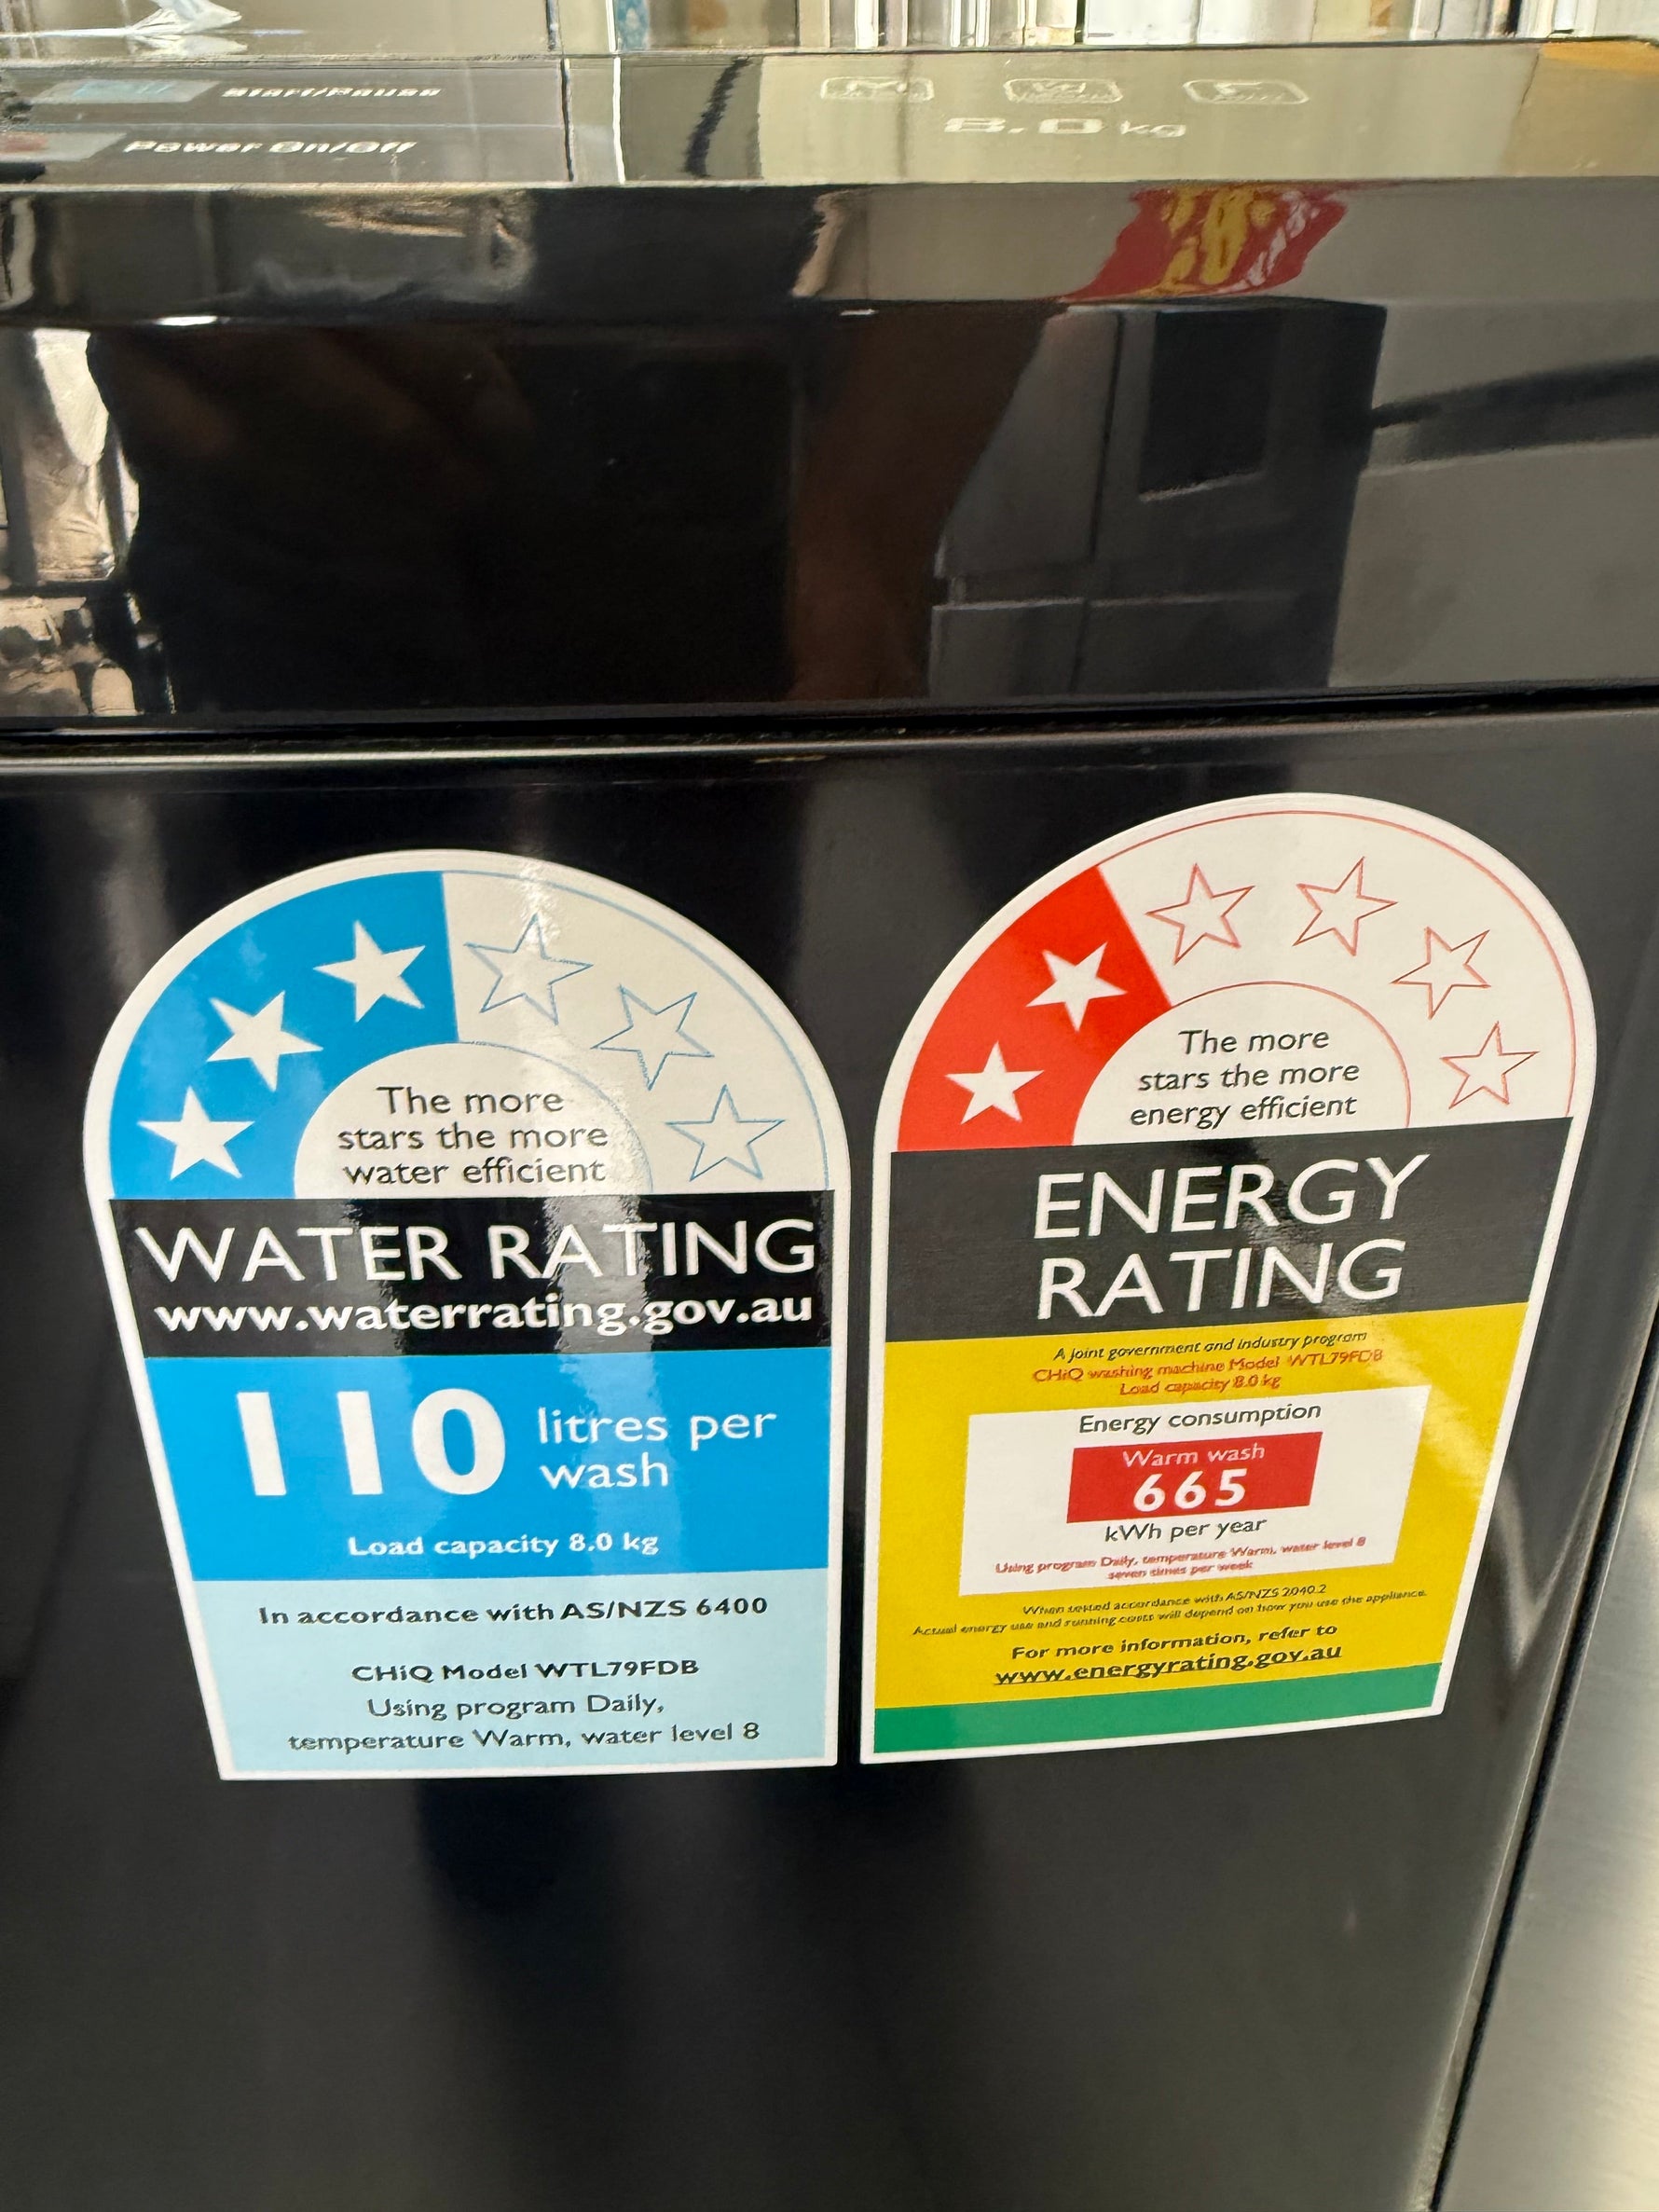 Start/Pause
Power On/Off
8.0 kg
The more
stars the more
water efficient
WATER RATING
www.waterrating.gov.au
110 litres per
wash
Load capacity 8.0 kg
In accordance with AS/NZS 6400
CHiQ Model WTL79FDB
Using program Daily,
temperature Warm, water level 8
The more
stars the more
energy efficient
ENERGY
RATING
A joint government and industry program
CHiQ washing machine Model WTL79FDB
Load capacity 8.0 kg
Energy consumption
Warm wash
665
kWh per year
Using program Daily, temperature Warm, water level 8
seven times per week
When tested accordance with AS/NZS 2040.2
Actual energy use and running costs will depend on how you use the appliance.
For more information, refer to
www.energyrating.gov.au